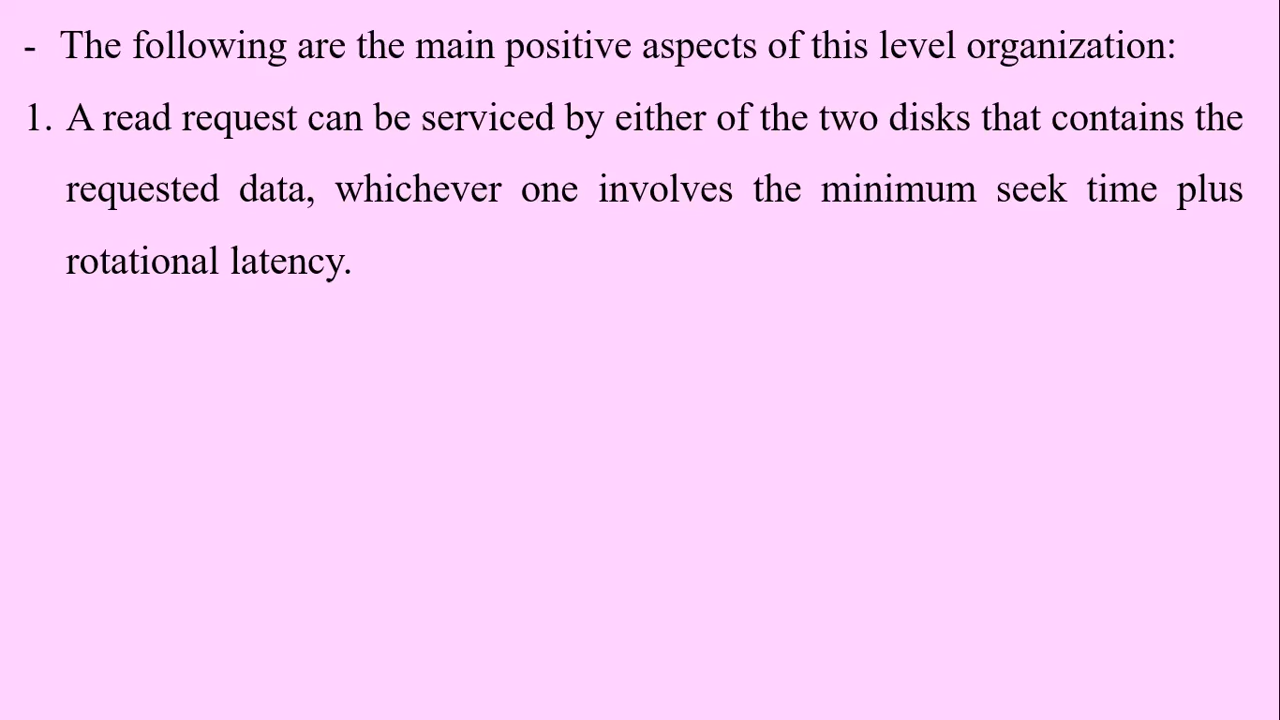 - The following are the main positive aspects of this level organization:
1. A read request can be serviced by either of the two disks that contains the
requested data, whichever one involves the minimum seek time plus
rotational latency.